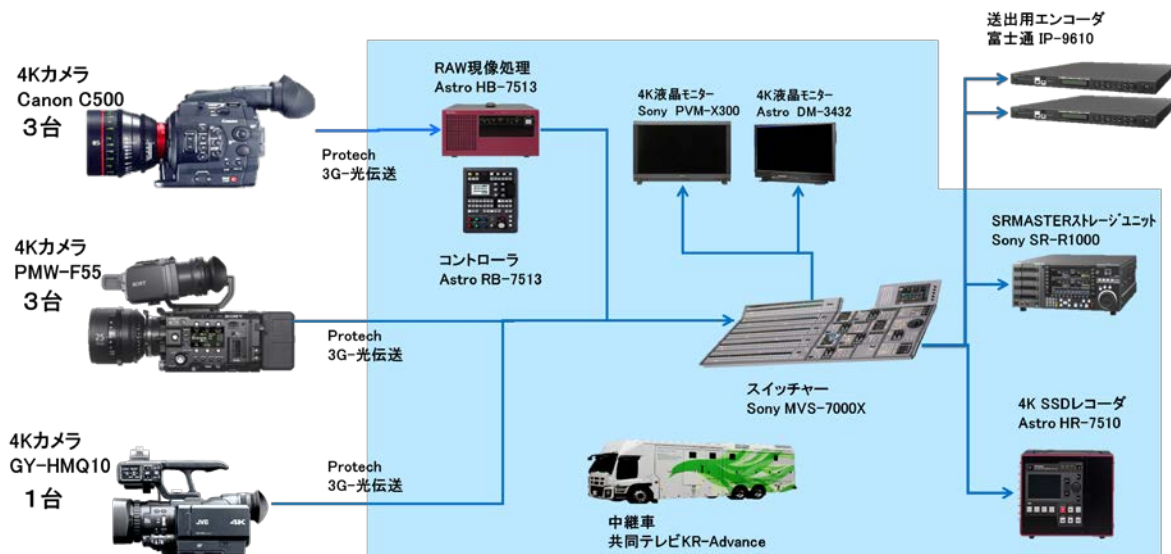 4Kカメラ
Canon C500
3台
Protech
3G-光伝送
RAW現像処理
Astro HB-7513
コントローラ
Astro RB-7513
4K液晶モニター
Sony PVM-X300
4K液晶モニター
Astro DM-3432
送出用エンコーダ
富士通 IP-9610
4Kカメラ
PMW-F55
3台
SONY
Protech
3G-光伝送
SRMASTERストレージユニット
Sony SR-R1000
スイッチャー
Sony MVS-7000X
4Kカメラ
GY-HMQ10
1台
JVC
4K
Protech
3G-光伝送
中継車
共同テレビKR-Advance
4K SSDレコーダ
Astro HR-7510